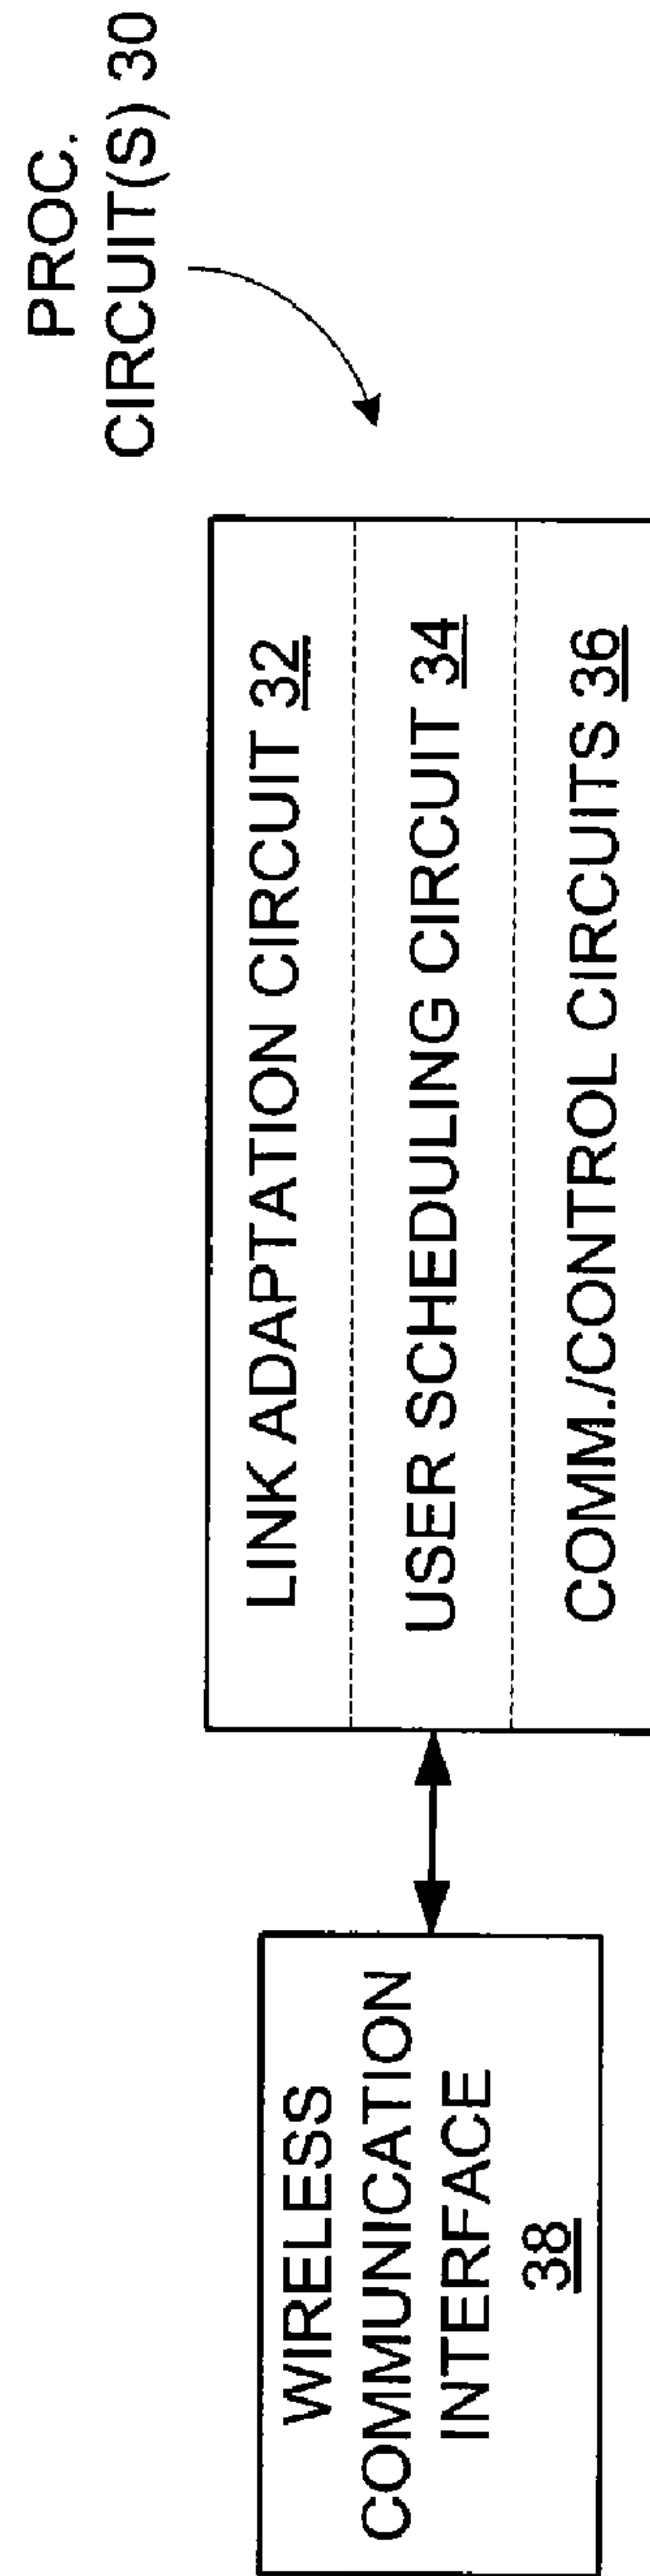 PROC.
CIRCUIT(S) 30
WIRELESS
COMMUNICATION
INTERFACE
38
LINK ADAPTATION CIRCUIT 32
USER SCHEDULING CIRCUIT 34
COMM./CONTROL CIRCUITS 36